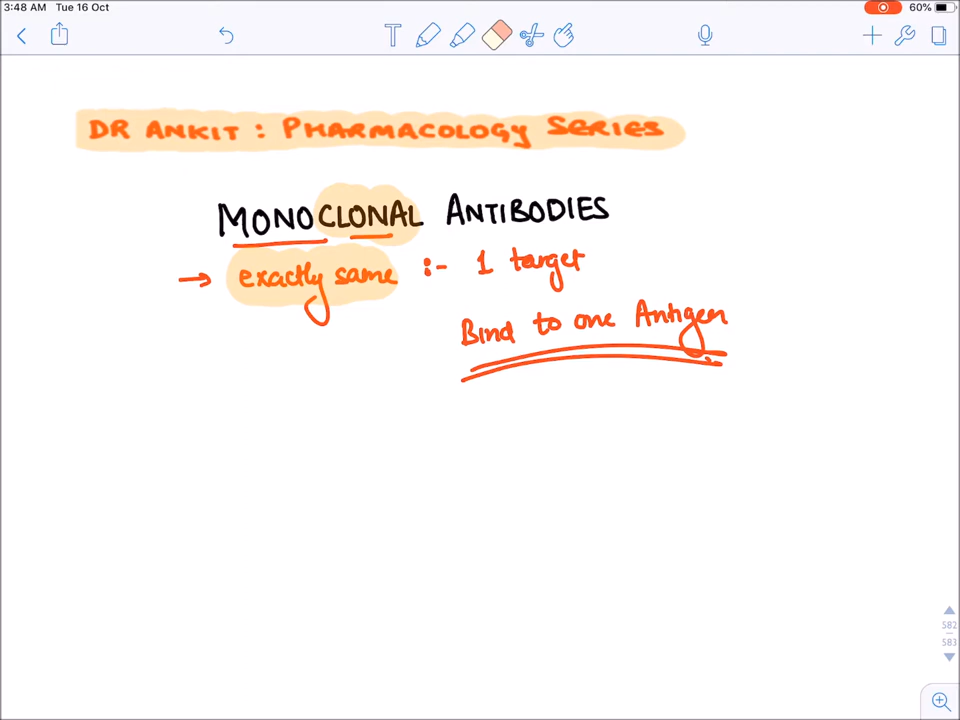 3:48 AM Tue 16 Oct 60%
T
DR ANKIT : PHARMACOLOGY SERIES
MONOCLONAL ANTIBODIES
→ exactly same :- 1 target
Bind to one Antigen
582
583